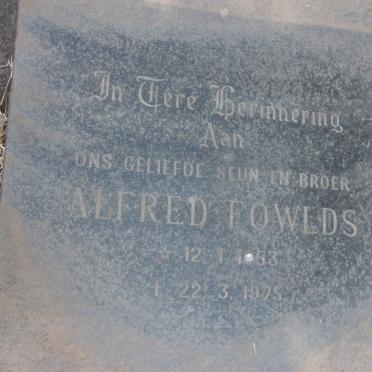 In Tere Herinnering
Aan
ONS GELIEFDE SEUN EN BROER
ALFRED FOWLDS
☆ 12. 1. 1953
† 22. 3. 1975